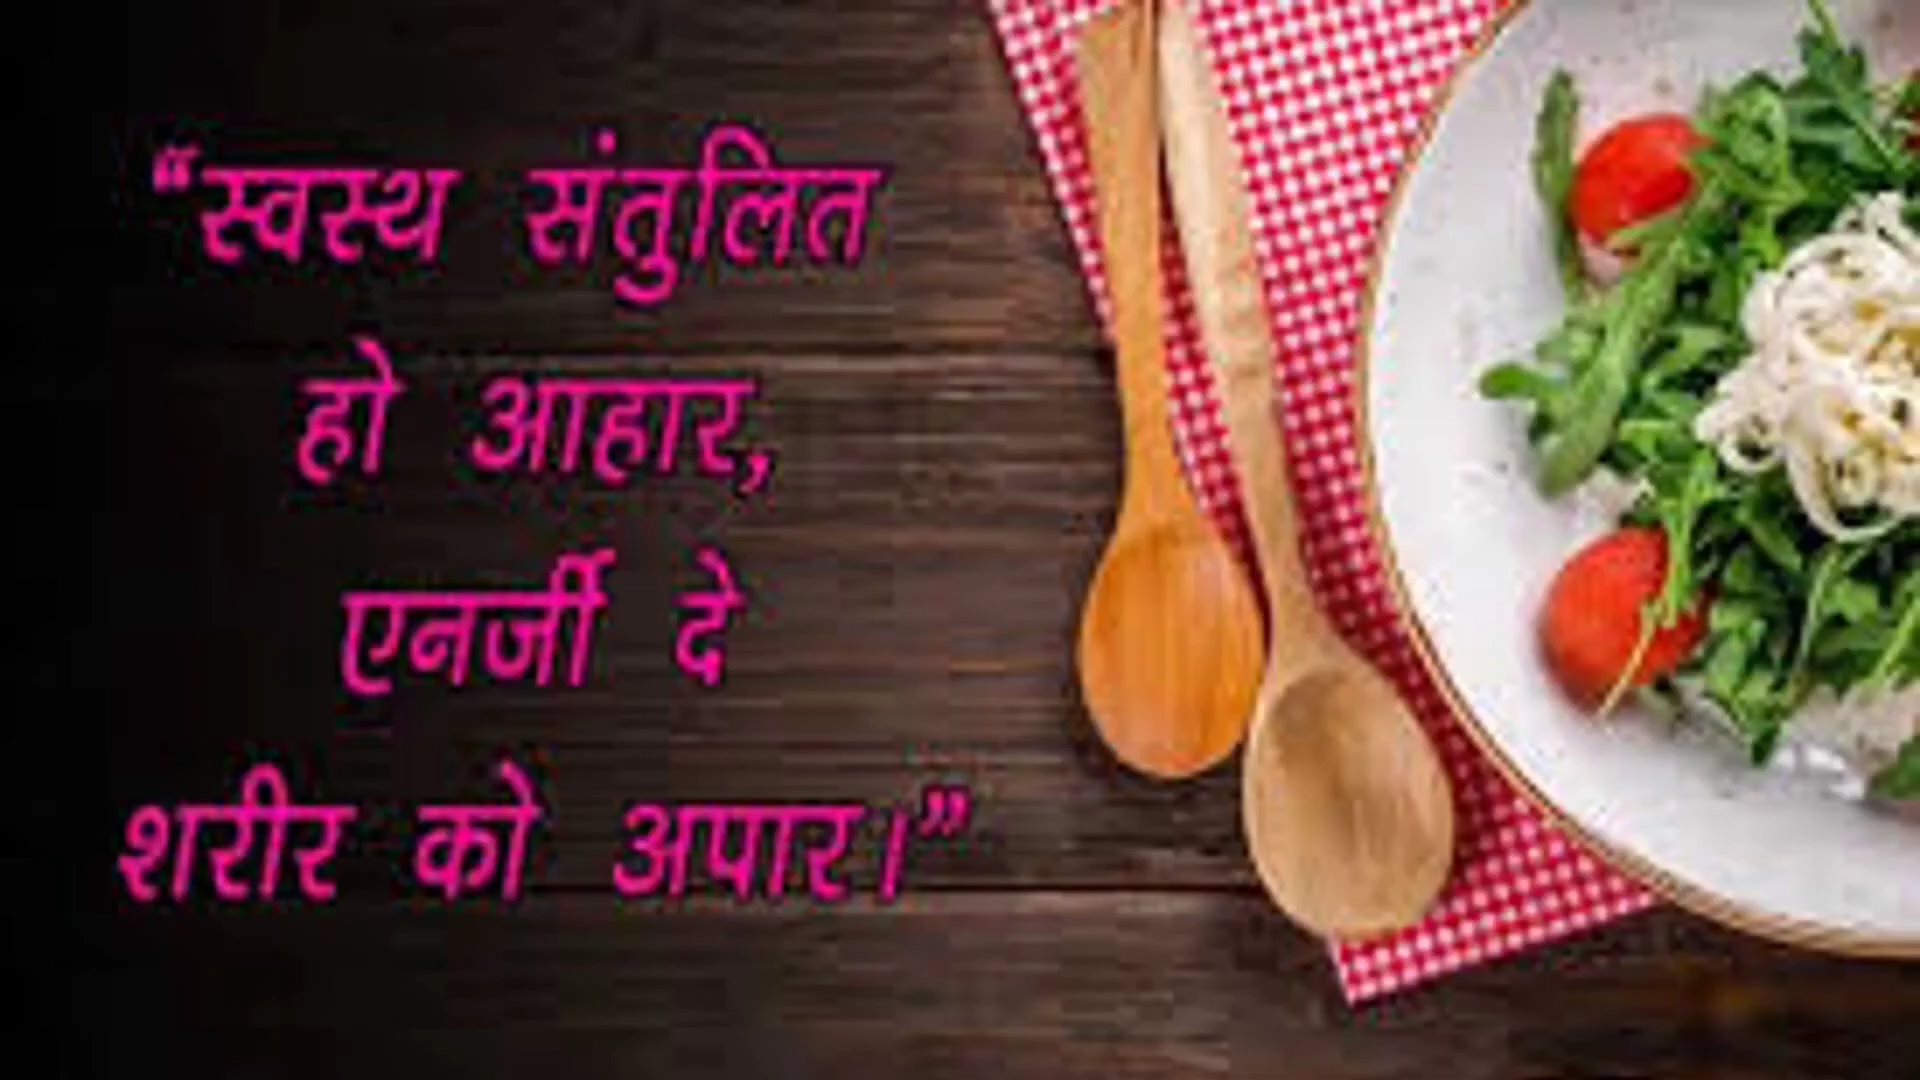 “स्वस्थ संतुलित
हो आहार,
एनर्जी दे
शरीर को अपार।”